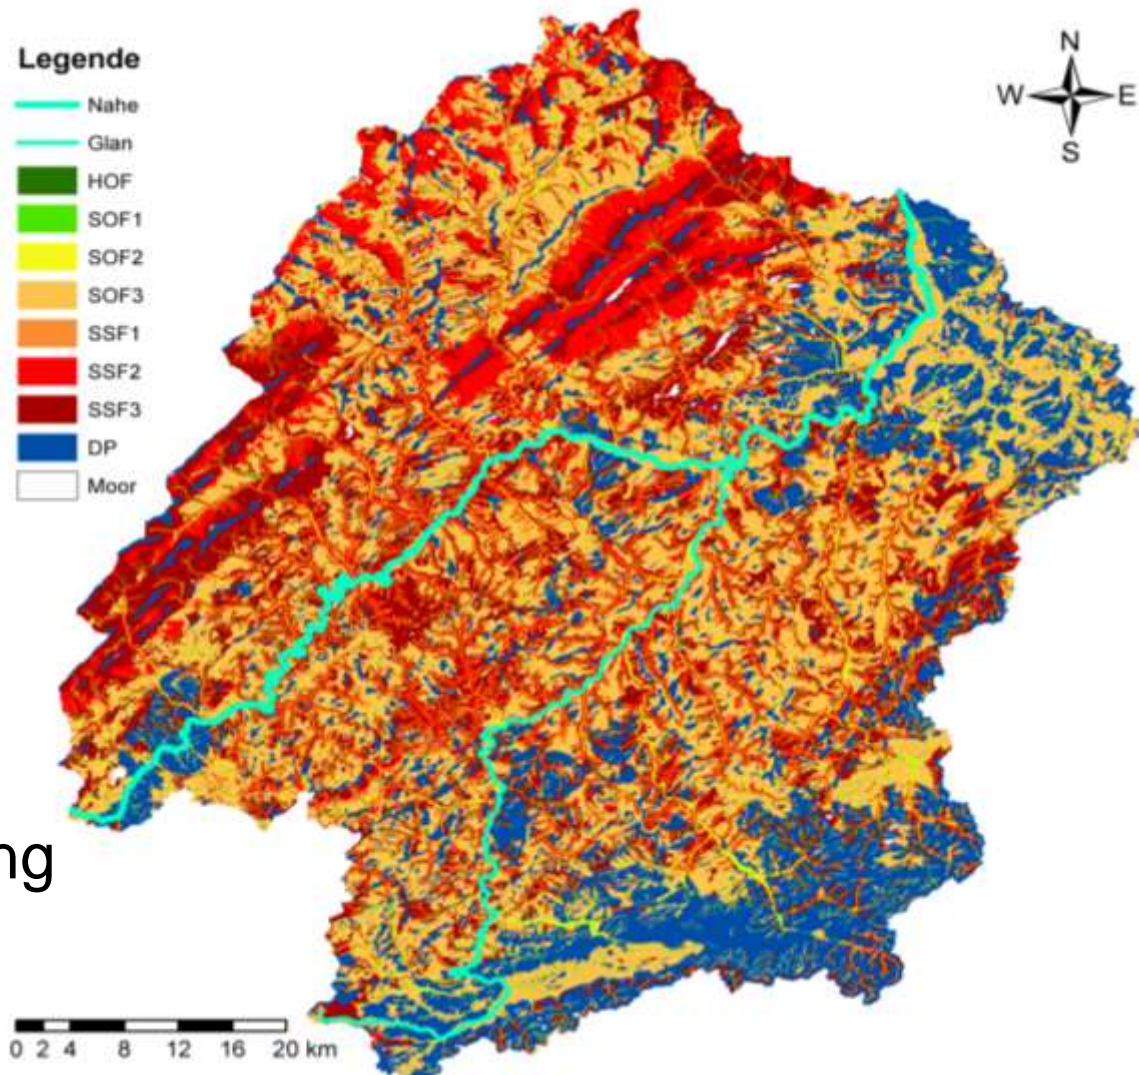 Legende
Nahe
Glan
HOF
SOF1
SOF2
SOF3
SSF1
SSF2
SSF3
DP
Moor
N
W E
S
ng
0 2 4 8 12 16 20 km